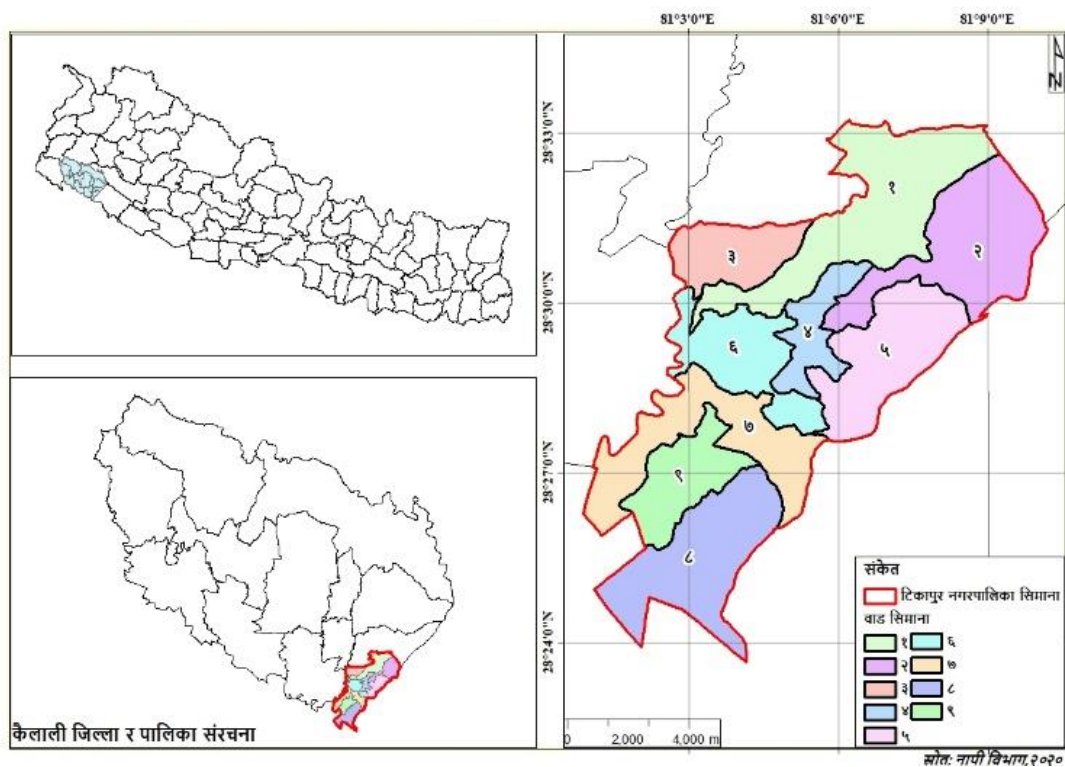 81°3'0"E 81°6'0"E 81°9'0"E
28°33'0"N
28°30'0"N
28°27'0"N
28°24'0"N
N
१
२
३
४
५
६
७
९
८
संकेत
टिकापुर नगरपालिका सिमाना
वाड सिमाना
१ ६
२ ७
३ ८
४ ९
५
0 2,000 4,000 m
कैलाली जिल्ला र पालिका संरचना
स्रोत: नापी विभाग,२०२०